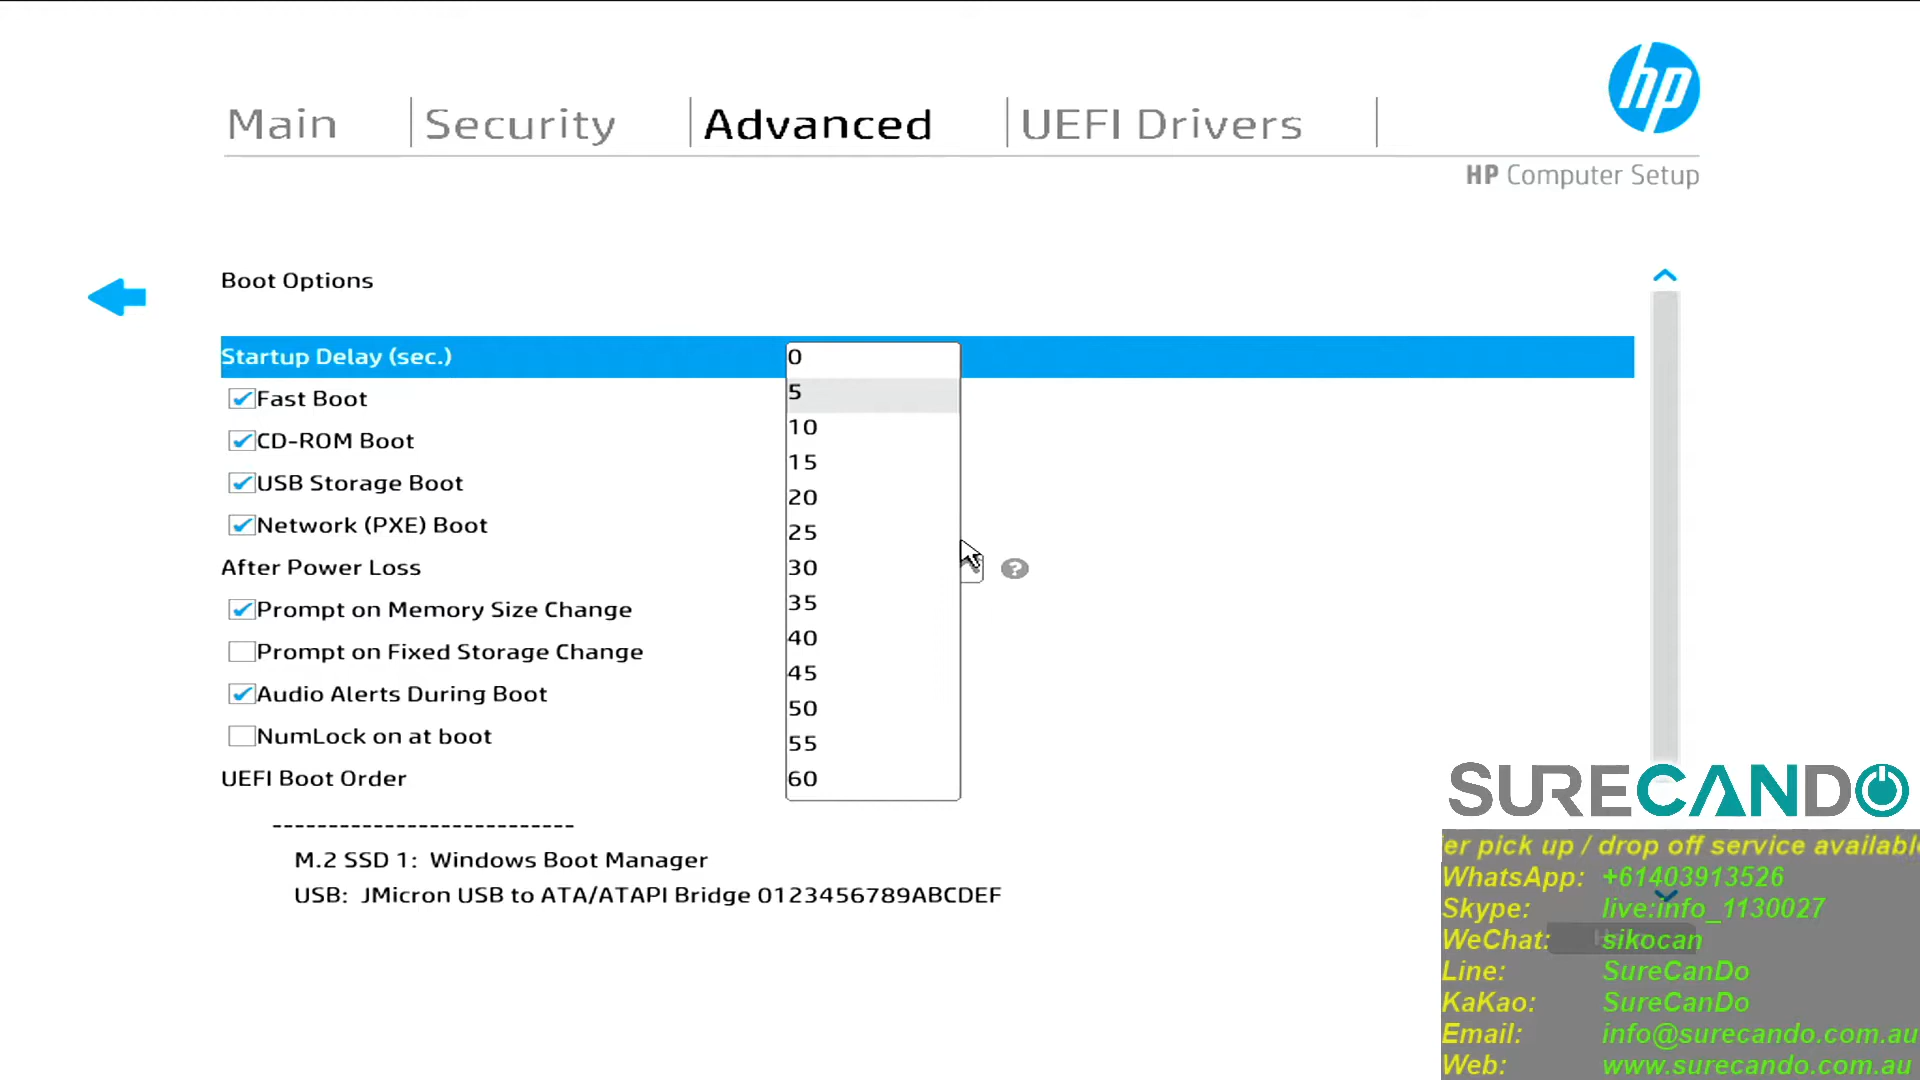 hp
Main
Security
Advanced
UEFI Drivers
HP Computer Setup
Boot Options
Startup Delay (sec.)
Fast Boot
CD-ROM Boot
USB Storage Boot
Network (PXE) Boot
After Power Loss
Prompt on Memory Size Change
Prompt on Fixed Storage Change
Audio Alerts During Boot
NumLock on at boot
UEFI Boot Order
0
5
10
15
20
25
30
35
40
45
50
55
60
?
--------------------------
M.2 SSD 1: Windows Boot Manager
USB: JMicron USB to ATA/ATAPI Bridge 0123456789ABCDEF
SURECANDO
er pick up / drop off service available
WhatsApp: +61403913526
Skype: live:info_1130027
WeChat: sikocan
Line: SureCanDo
KaKao: SureCanDo
Email: info@surecando.com.au
Web: www.surecando.com.au